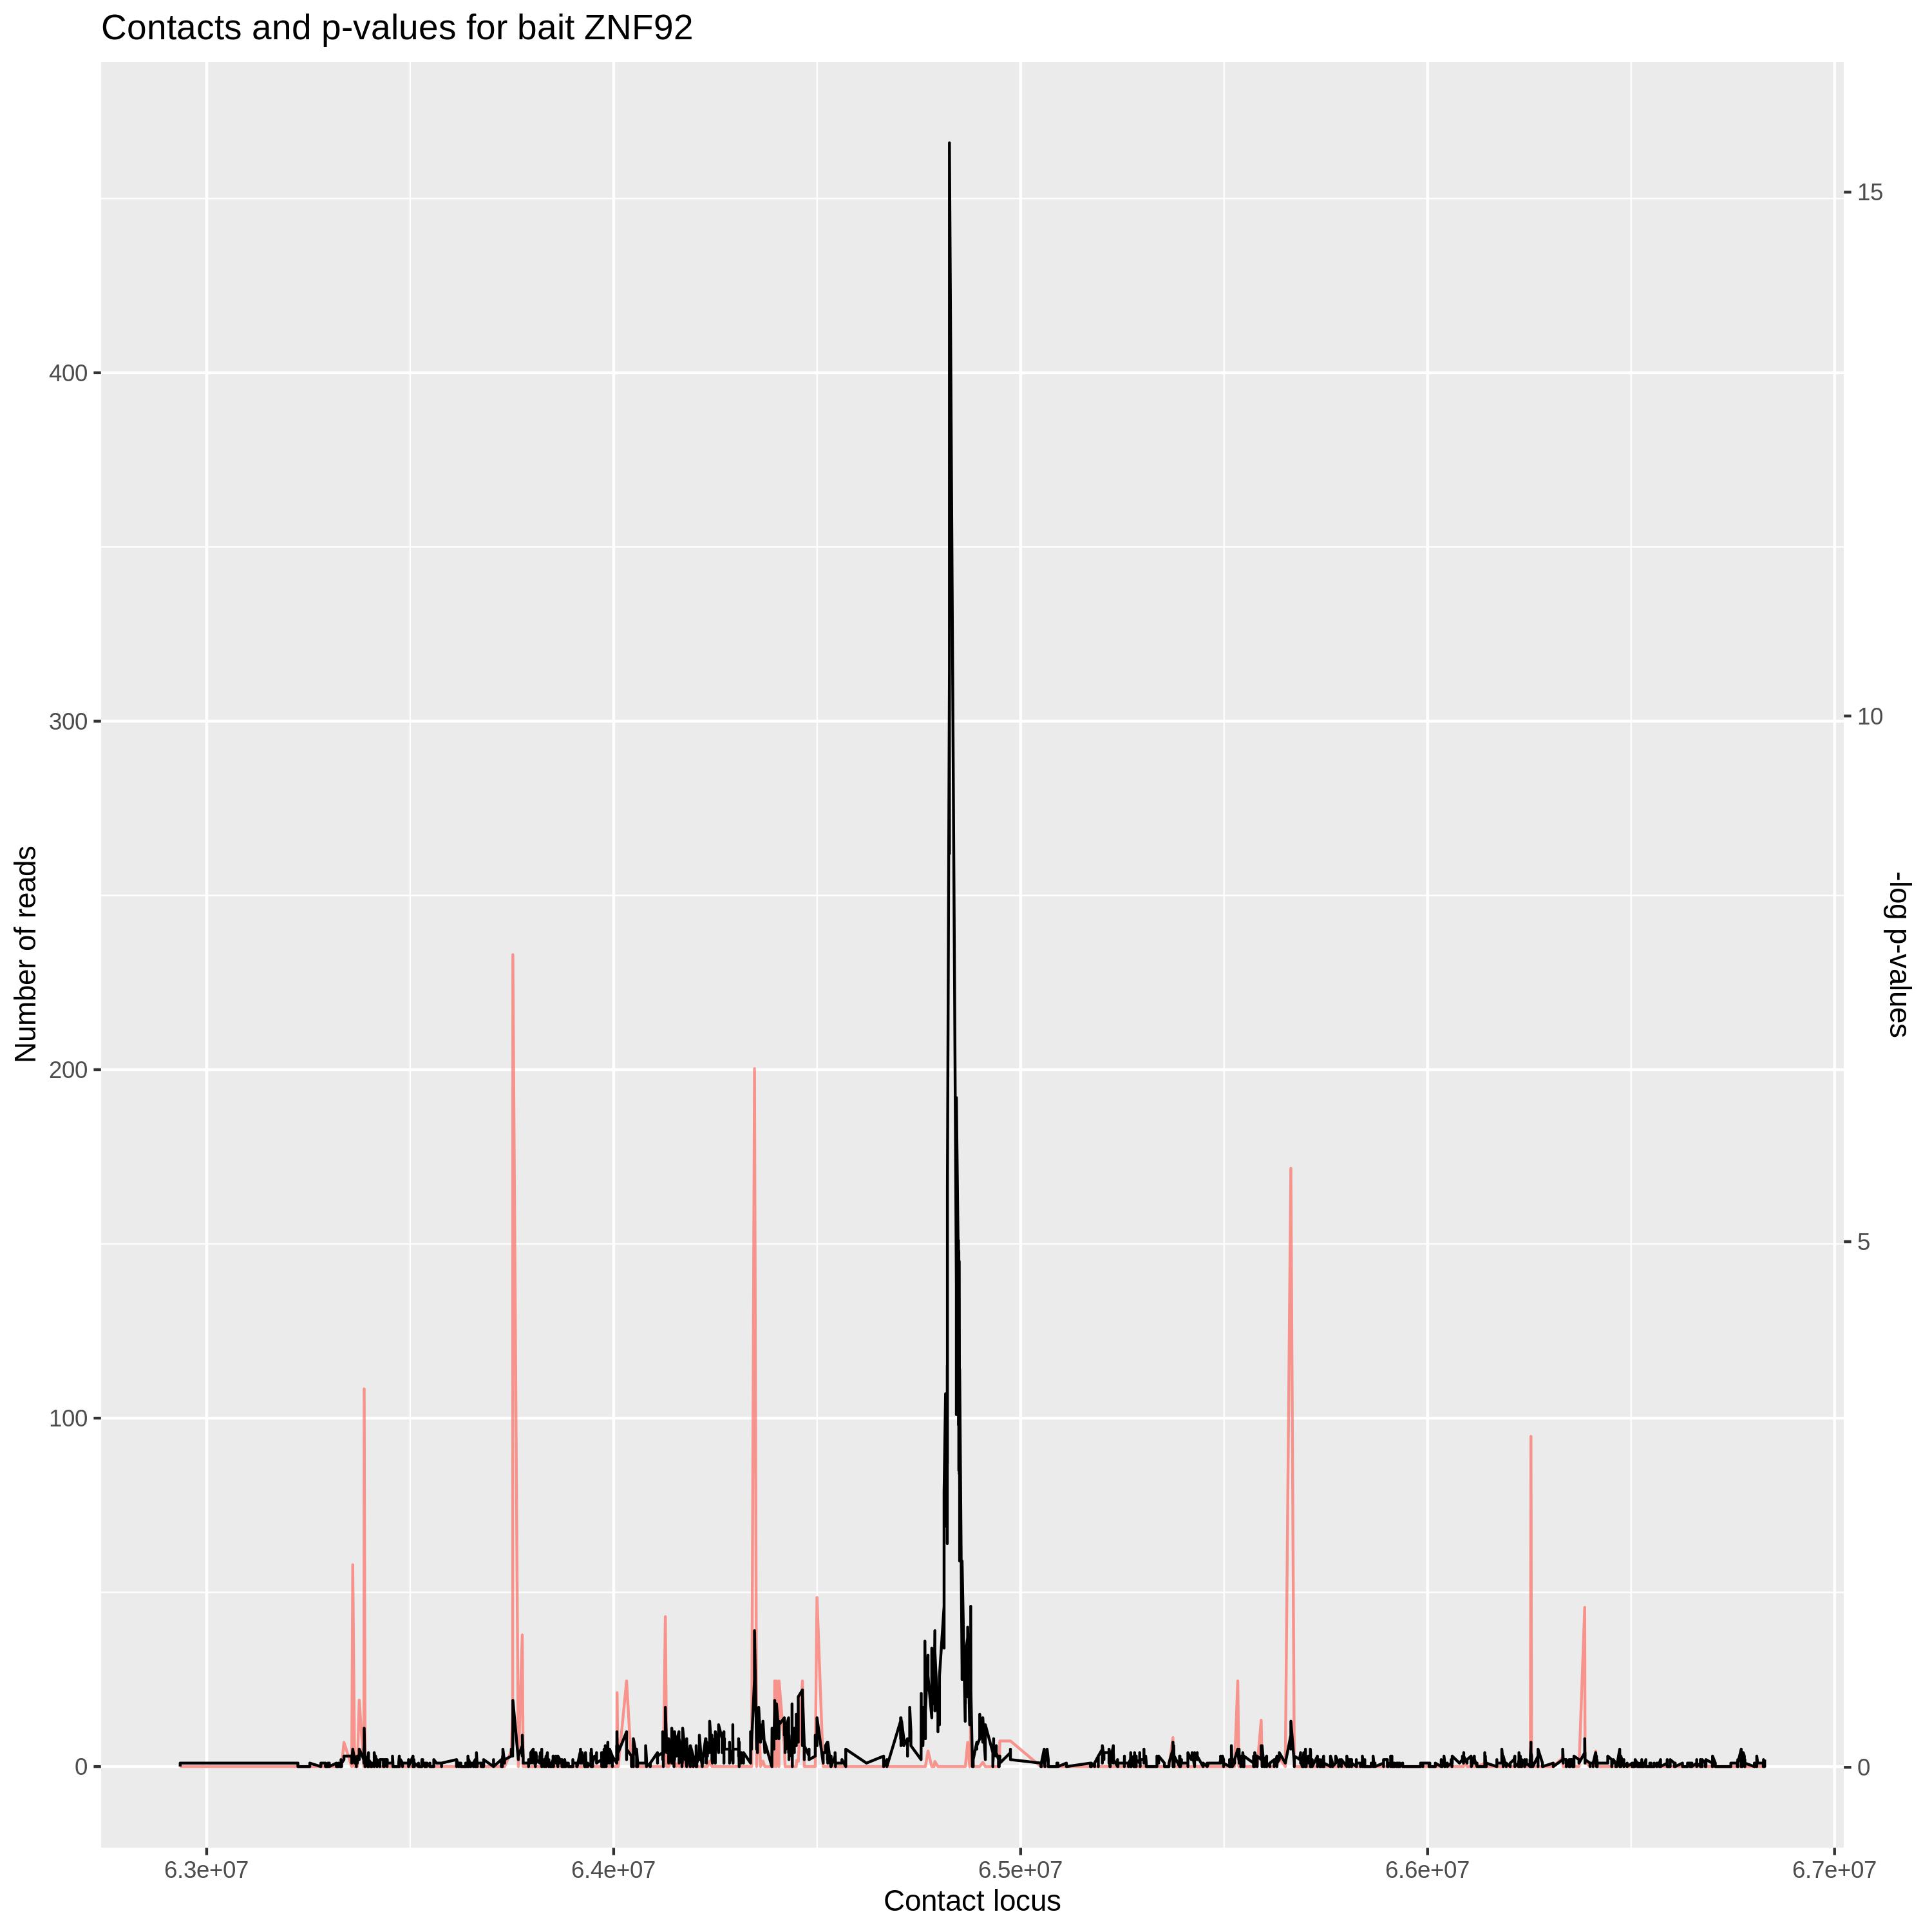 Contacts and p-values for bait ZNF92
400
300
200
100
0
Number of reads
15
10
5
0
-log p-values
6.3e+07
6.4e+07
6.5e+07
6.6e+07
6.7e+07
Contact locus